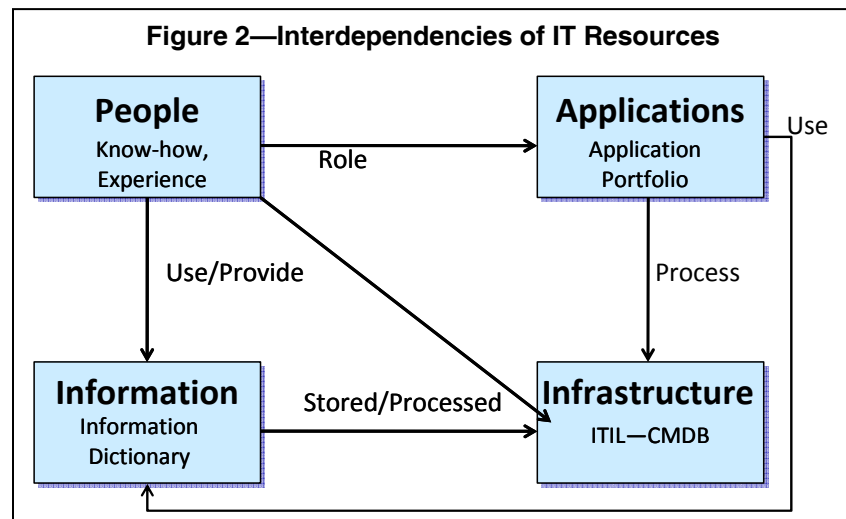 Figure 2—Interdependencies of IT Resources
People
Know-how,
Experience
Role
Applications
Application
Portfolio
Use
Use/Provide
Process
Information
Information
Dictionary
Stored/Processed
Infrastructure
ITIL—CMDB